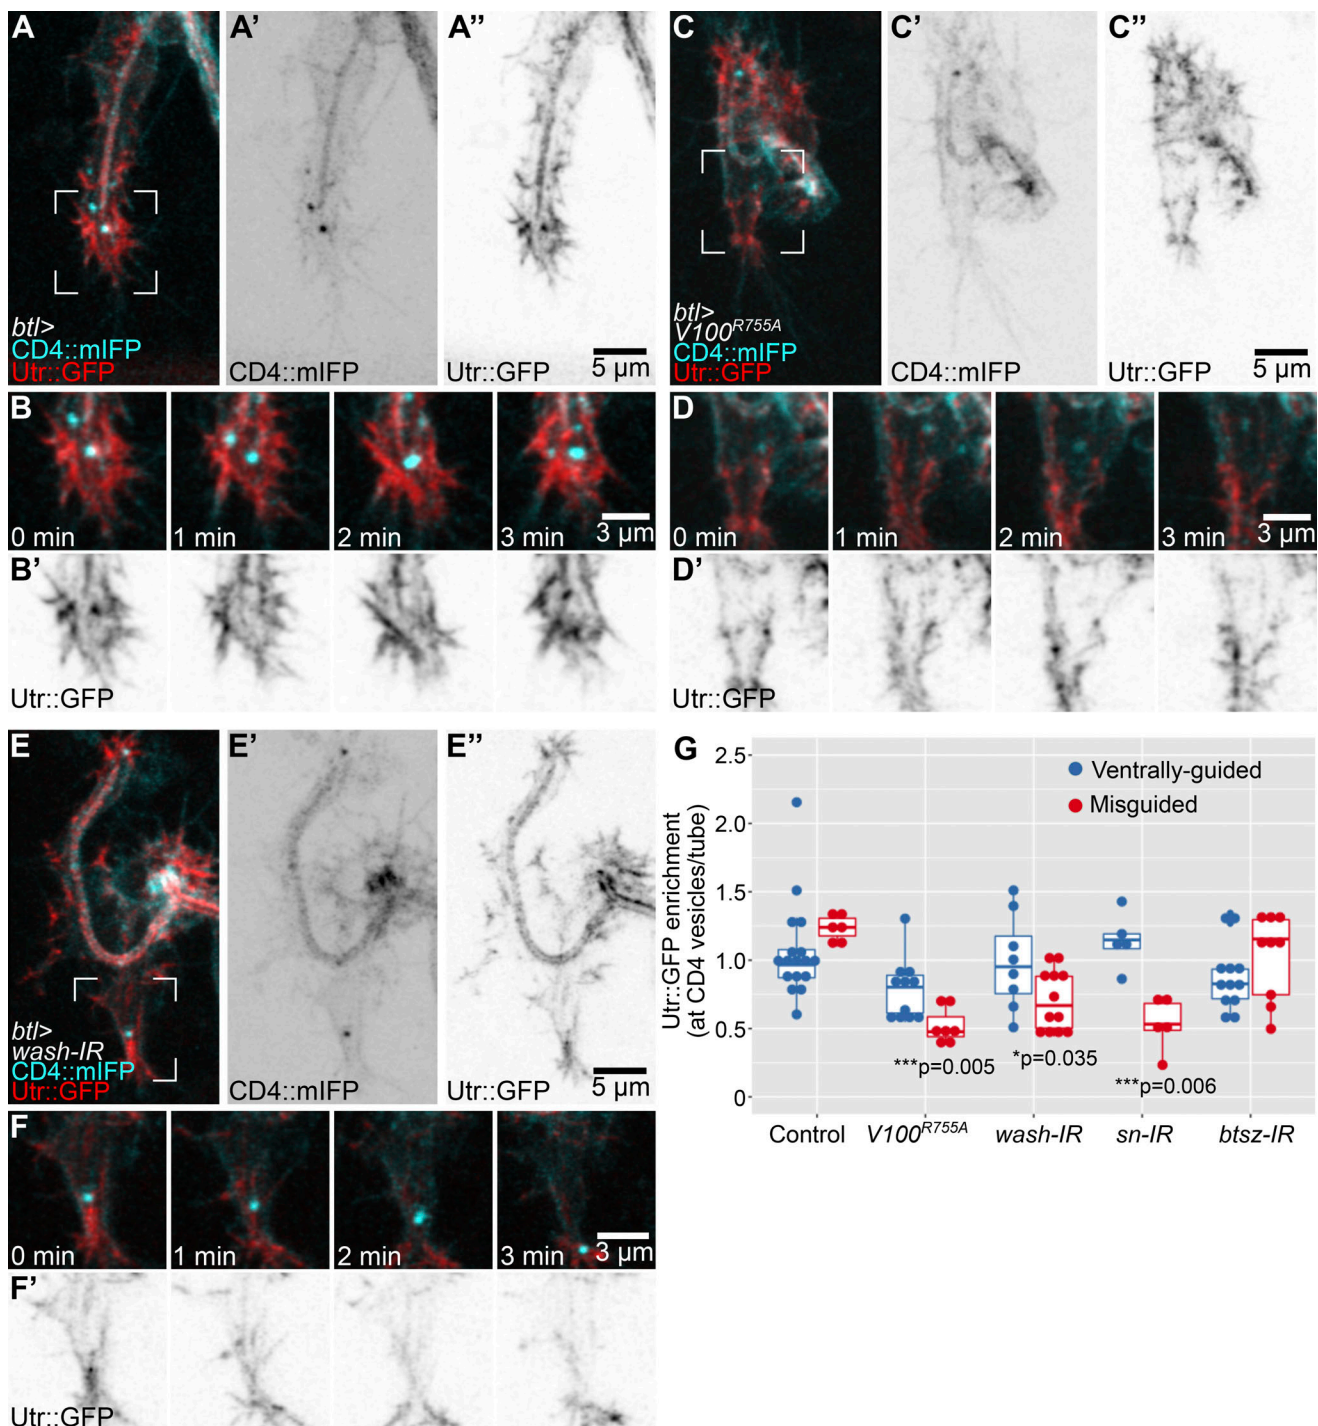 A
A’
A’’
btl>
CD4::mIFP
Utr::GFP
CD4::mIFP
Utr::GFP
5 µm
C
C’
C’’
btl>
V100R755A
CD4::mIFP
Utr::GFP
CD4::mIFP
Utr::GFP
5 µm
B
0 min
1 min
2 min
3 min
3 µm
B’
Utr::GFP
D
0 min
1 min
2 min
3 min
3 µm
D’
Utr::GFP
E
E’
E’’
btl>
wash-IR
CD4::mIFP
Utr::GFP
CD4::mIFP
Utr::GFP
5 µm
F
0 min
1 min
2 min
3 min
3 µm
F’
Utr::GFP
G
Ventrally-guided
Misguided
Utr::GFP enrichment
(at CD4 vesicles/tube)
2.5
2.0
1.5
1.0
0.5
0
***p=0.005
*p=0.035
***p=0.006
Control
V100R755A
wash-IR
sn-IR
btsz-IR